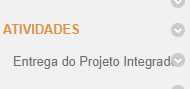 ATIVIDADES
Entrega do Projeto Integrad